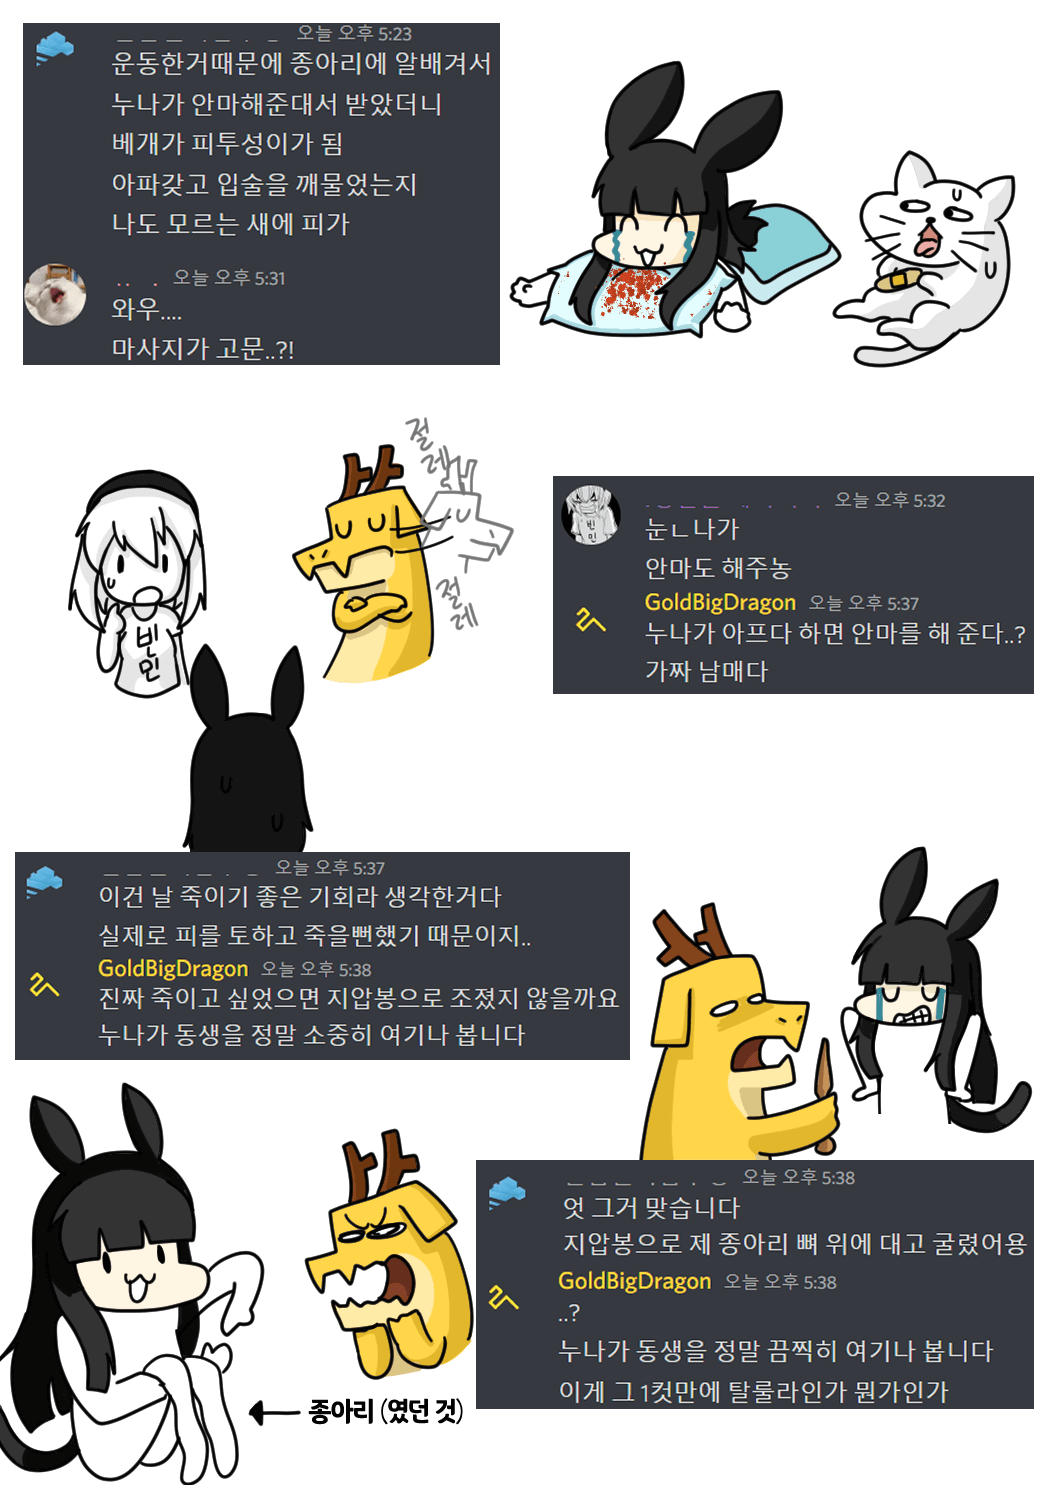 오늘 오후 5:23
운동한거때문에 종아리에 알배겨서
누나가 안마해준대서 받았더니
베개가 피투성이가 됨
아파갖고 입술을 깨물었는지
나도 모르는 새에 피가
오늘 오후 5:31
와우....
마사지가 고문..?!
절레
절레
빈민
오늘 오후 5:32
눈ㄴ나가
안마도 해주농
GoldBigDragon 오늘 오후 5:37
누나가 아프다 하면 안마를 해 준다..?
가짜 남매다
오늘 오후 5:37
이건 날 죽이기 좋은 기회라 생각한거다
실제로 피를 토하고 죽을뻔했기 때문이지..
GoldBigDragon 오늘 오후 5:38
진짜 죽이고 싶었으면 지압봉으로 조졌지 않을까요
누나가 동생을 정말 소중히 여기나 봅니다
오늘 오후 5:38
엇 그거 맞습니다
지압봉으로 제 종아리 뼈 위에 대고 굴렸어용
GoldBigDragon 오늘 오후 5:38
..?
누나가 동생을 정말 끔찍히 여기나 봅니다
이게 그 1컷만에 탈룰라인가 뭔가인가
종아리 (였던 것)